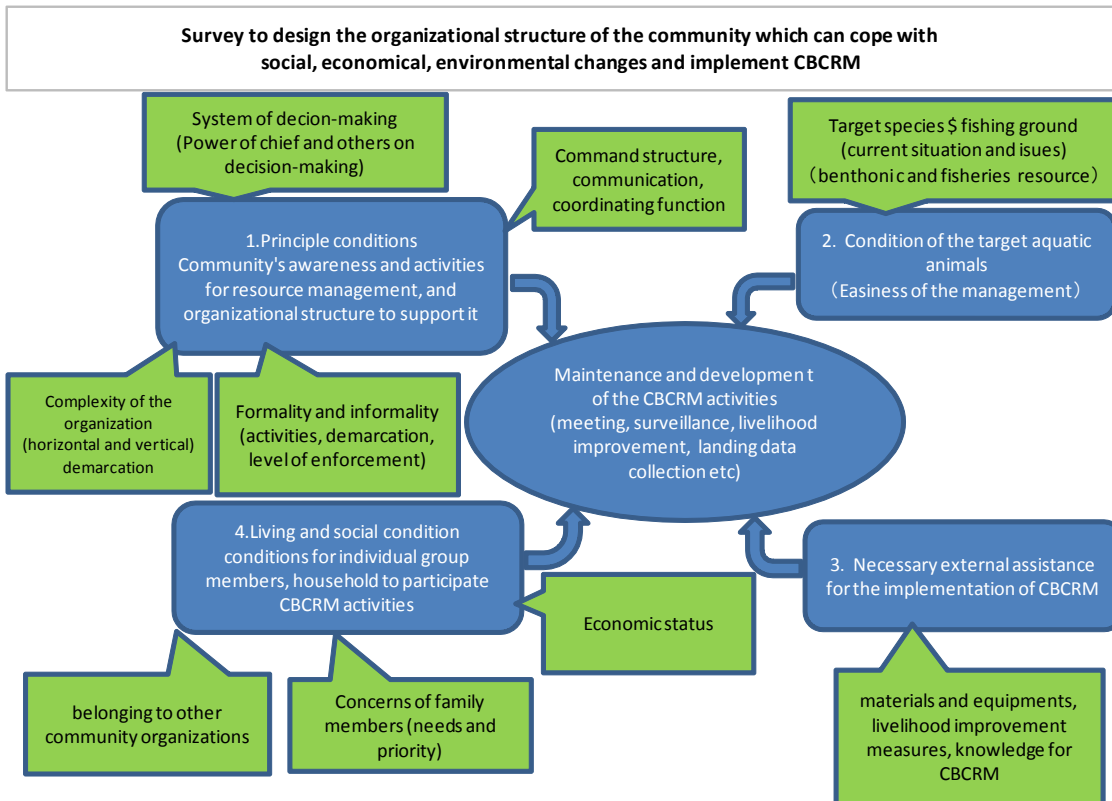 Survey to design the organizational structure of the community which can cope with
social, economical, environmental changes and implement CBCRM
System of decion-making
(Power of chief and others on
decision-making)
Command structure,
communication,
coordinating function
Target species $ fishing ground
(current situation and isues)
（benthonic and fisheries resource）
1.Principle conditions
Community's awareness and activities
for resource management, and
organizational structure to support it
2. Condition of the target aquatic
animals
（Easiness of the management）
Complexity of the
organization
(horizontal and vertical)
demarcation
Formality and informality
(activities, demarcation,
level of enforcement)
Maintenance and development
of the CBCRM activities
(meeting, surveillance, livelihood
improvement, landing data
collection etc)
4.Living and social condition
conditions for individual group
members, household to participate
CBCRM activities
3. Necessary external assistance
for the implementation of CBCRM
Economic status
belonging to other
community organizations
Concerns of family
members (needs and
priority)
materials and equipments,
livelihood improvement
measures, knowledge for
CBCRM